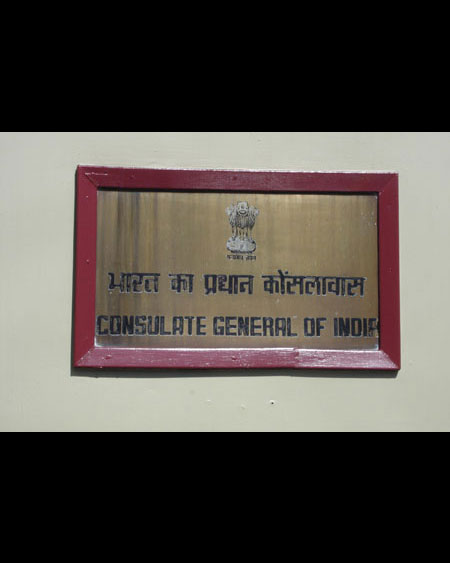 भारत का प्रधान कोंसलावास
CONSULATE GENERAL OF INDIA